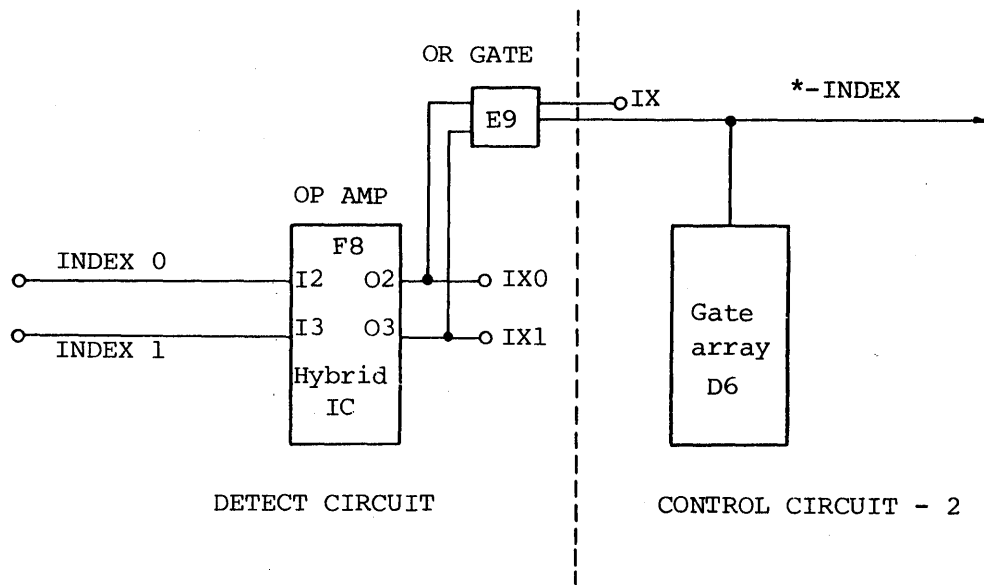 OR GATE
E9
IX
*-INDEX
OP AMP
F8
INDEX 0
I2 O2
IX0
I3 O3
IX1
INDEX 1
Hybrid
IC
Gate
array
D6
DETECT CIRCUIT
CONTROL CIRCUIT - 2